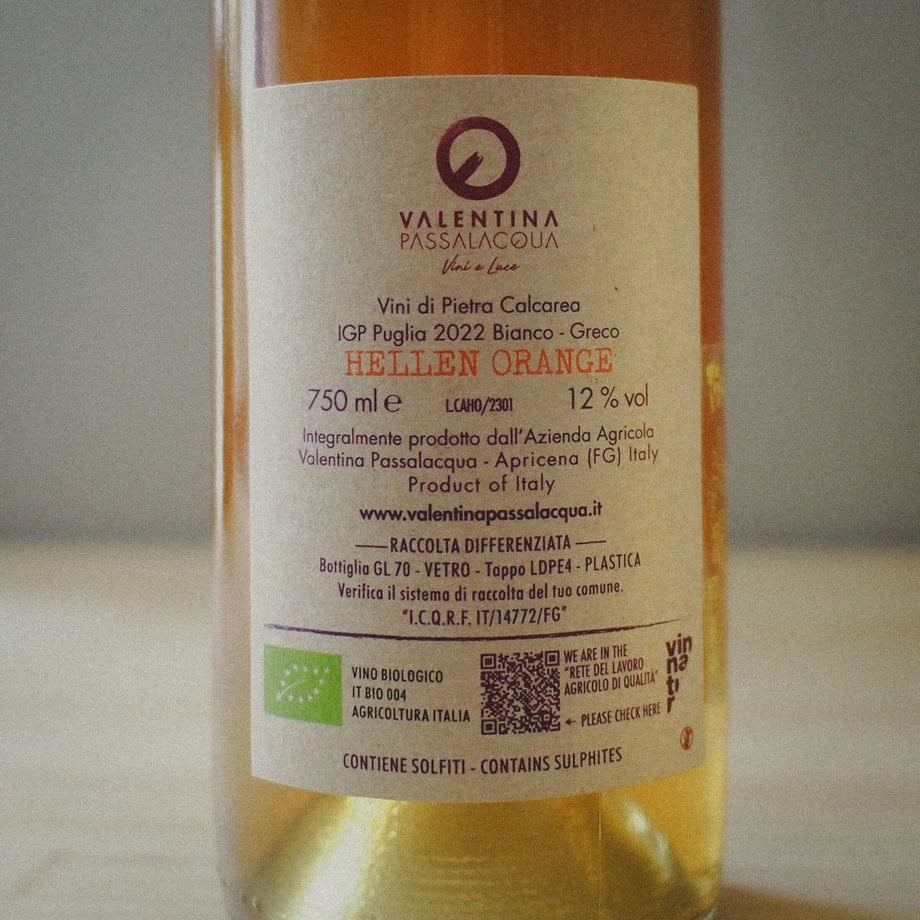 VALENTINA
PASSALACQUA
Vini e Luce
Vini di Pietra Calcarea
IGP Puglia 2022 Bianco - Greco
HELLEN ORANGE
750 ml ℮ L.CAHO/2301 12 % vol
Integralmente prodotto dall'Azienda Agricola
Valentina Passalacqua - Apricena (FG) Italy
Product of Italy
www.valentinapassalacqua.it
RACCOLTA DIFFERENZIATA
Bottiglia GL 70 - VETRO - Tappo LDPE4 - PLASTICA
Verifica il sistema di raccolta del tuo comune.
"I.C.Q.R.F. IT/14772/FG"
VINO BIOLOGICO
IT BIO 004
AGRICOLTURA ITALIA
WE ARE IN THE
"RETE DEL LAVORO
AGRICOLO DI QUALITÀ"
← PLEASE CHECK HERE
vin
na
tu
r
CONTIENE SOLFITI - CONTAINS SULPHITES